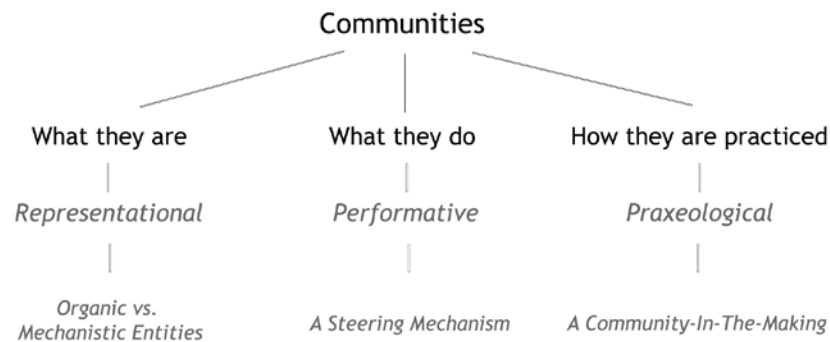 Communities
What they are
What they do
How they are practiced
Representational
Performative
Praxeological
Organic vs.
Mechanistic Entities
A Steering Mechanism
A Community-In-The-Making